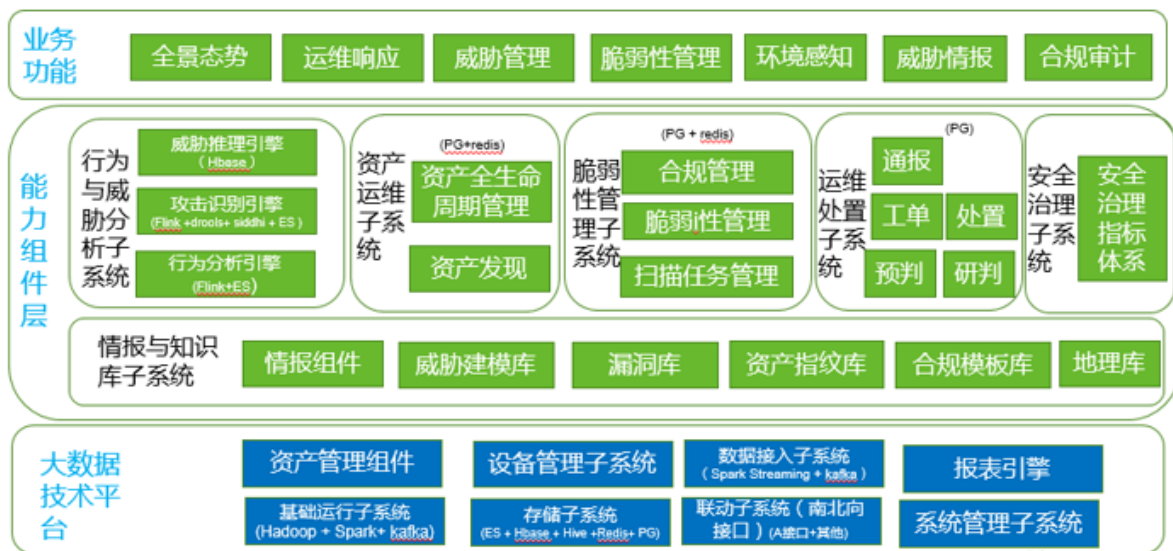 业务
功能
全景态势
运维响应
威胁管理
脆弱性管理
环境感知
威胁情报
合规审计
能
力
组
件
层
行为
与威
胁分
析子
系统
威胁推理引擎
(Hbase)
攻击识别引擎
(Flink +drools+ siddhi + ES)
行为分析引擎
(Flink+ES)
资产
运维
子系
统
(PG+redis)
资产全生命
周期管理
资产发现
脆弱
性管
理子
系统
(PG + redis)
合规管理
脆弱j性管理
扫描任务管理
运维
处置
子系
统
(PG)
通报
工单
处置
预判
研判
安全
治理
子系
统
安全
治理
指标
体系
情报与知识
库子系统
情报组件
威胁建模库
漏洞库
资产指纹库
合规模板库
地理库
大数据
技术平
台
资产管理组件
设备管理子系统
数据接入子系统
(Spark Streaming + kafka)
报表引擎
基础运行子系统
(Hadoop + Spark+ kafka)
存储子系统
(ES + Hbase + Hive +Redis+ PG)
联动子系统(南北向
接口)(A接口+其他)
系统管理子系统